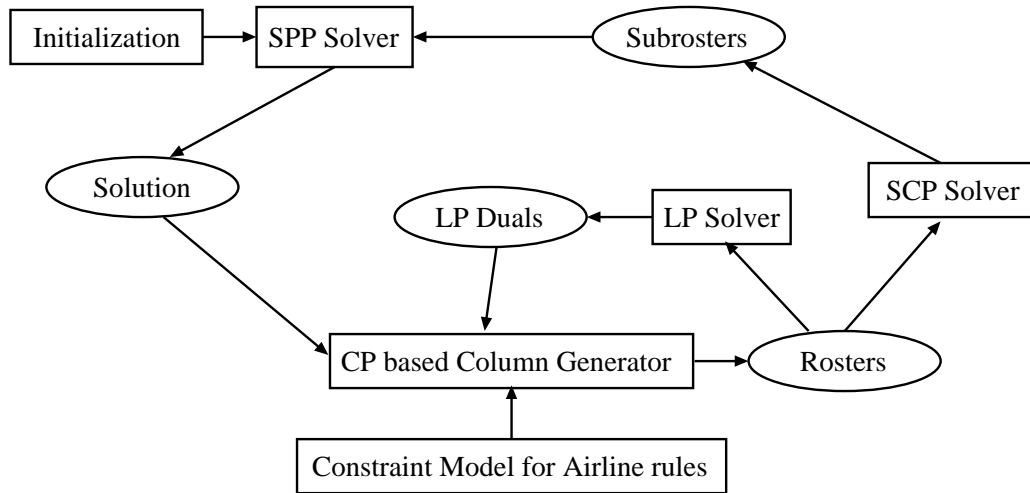 Initialization
SPP Solver
Subrosters
Solution
LP Duals
LP Solver
SCP Solver
CP based Column Generator
Rosters
Constraint Model for Airline rules